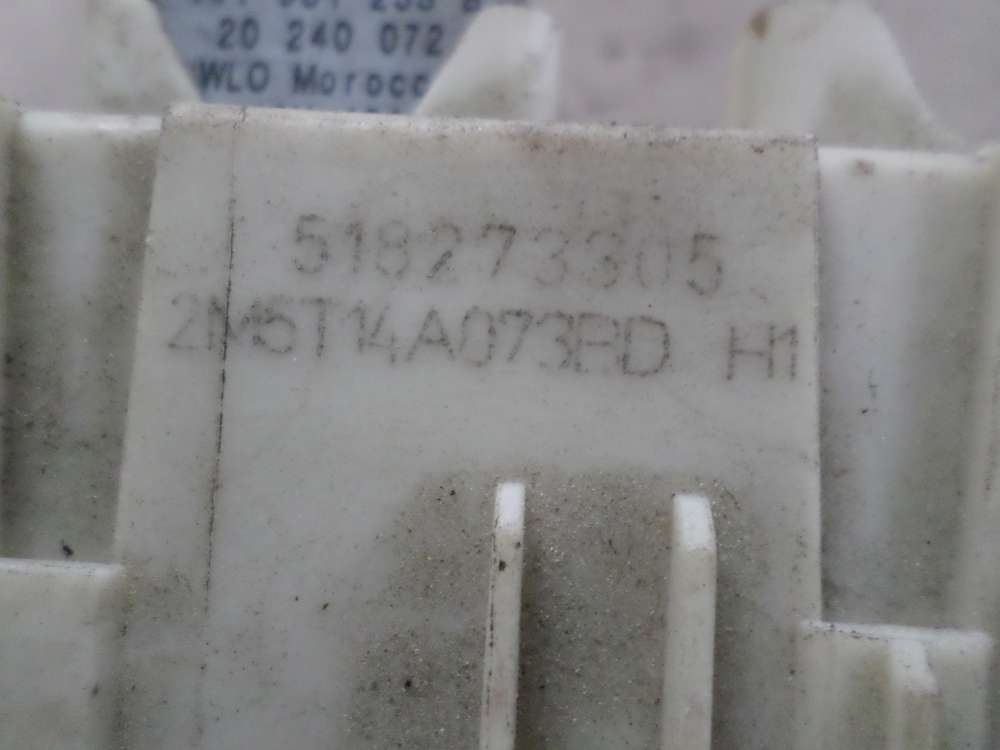 20 240 072
WLO Morocc
518273305
2M5T14A073BD H1